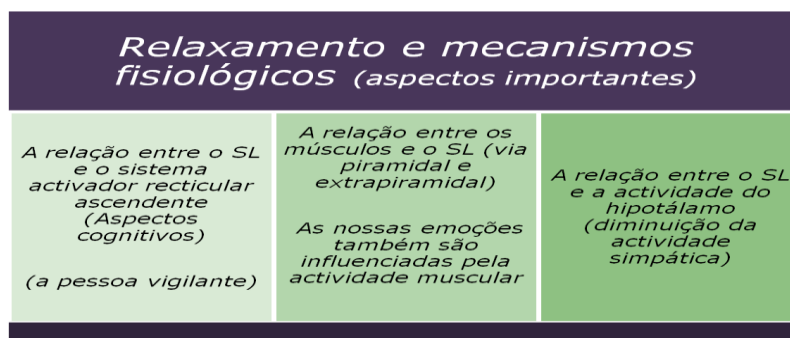 Relaxamento e mecanismos
fisiológicos (aspectos importantes)
A relação entre o SL
e o sistema
activador recticular
ascendente
(Aspectos
cognitivos)
(a pessoa vigilante)
A relação entre os
músculos e o SL (via
piramidal e
extrapiramidal)
As nossas emoções
também são
influenciadas pela
actividade muscular
A relação entre o SL
e a actividade do
hipotálamo
(diminuição da
actividade
simpática)